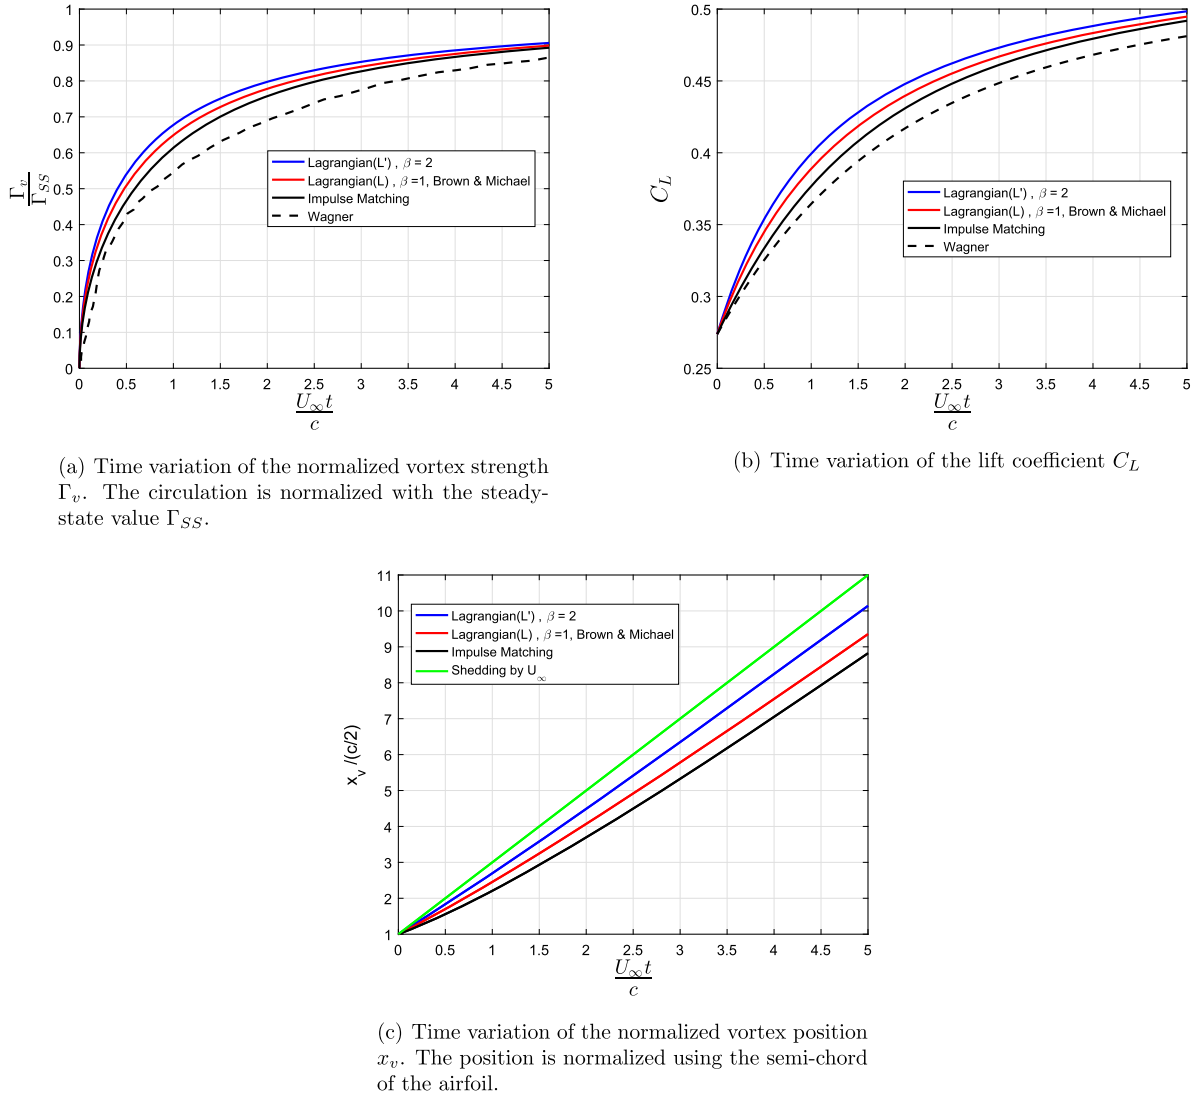 1
0.9
0.8
0.7
0.6
0.5
0.4
0.3
0.2
0.1
0
Γv
ΓSS
Lagrangian(L') , β = 2
Lagrangian(L) , β =1, Brown & Michael
Impulse Matching
Wagner
0 0.5 1 1.5 2 2.5 3 3.5 4 4.5 5
U∞t
c
(a) Time variation of the normalized vortex strength
Γv. The circulation is normalized with the steady-
state value ΓSS.
0.5
0.45
0.4
0.35
0.3
0.25
CL
Lagrangian(L') , β = 2
Lagrangian(L) , β =1, Brown & Michael
Impulse Matching
Wagner
0 0.5 1 1.5 2 2.5 3 3.5 4 4.5 5
U∞t
c
(b) Time variation of the lift coefficient CL
11
10
9
8
7
6
5
4
3
2
1
xv /(c/2)
Lagrangian(L') , β = 2
Lagrangian(L) , β =1, Brown & Michael
Impulse Matching
Shedding by U∞
0 0.5 1 1.5 2 2.5 3 3.5 4 4.5 5
U∞t
c
(c) Time variation of the normalized vortex position
xv. The position is normalized using the semi-chord
of the airfoil.